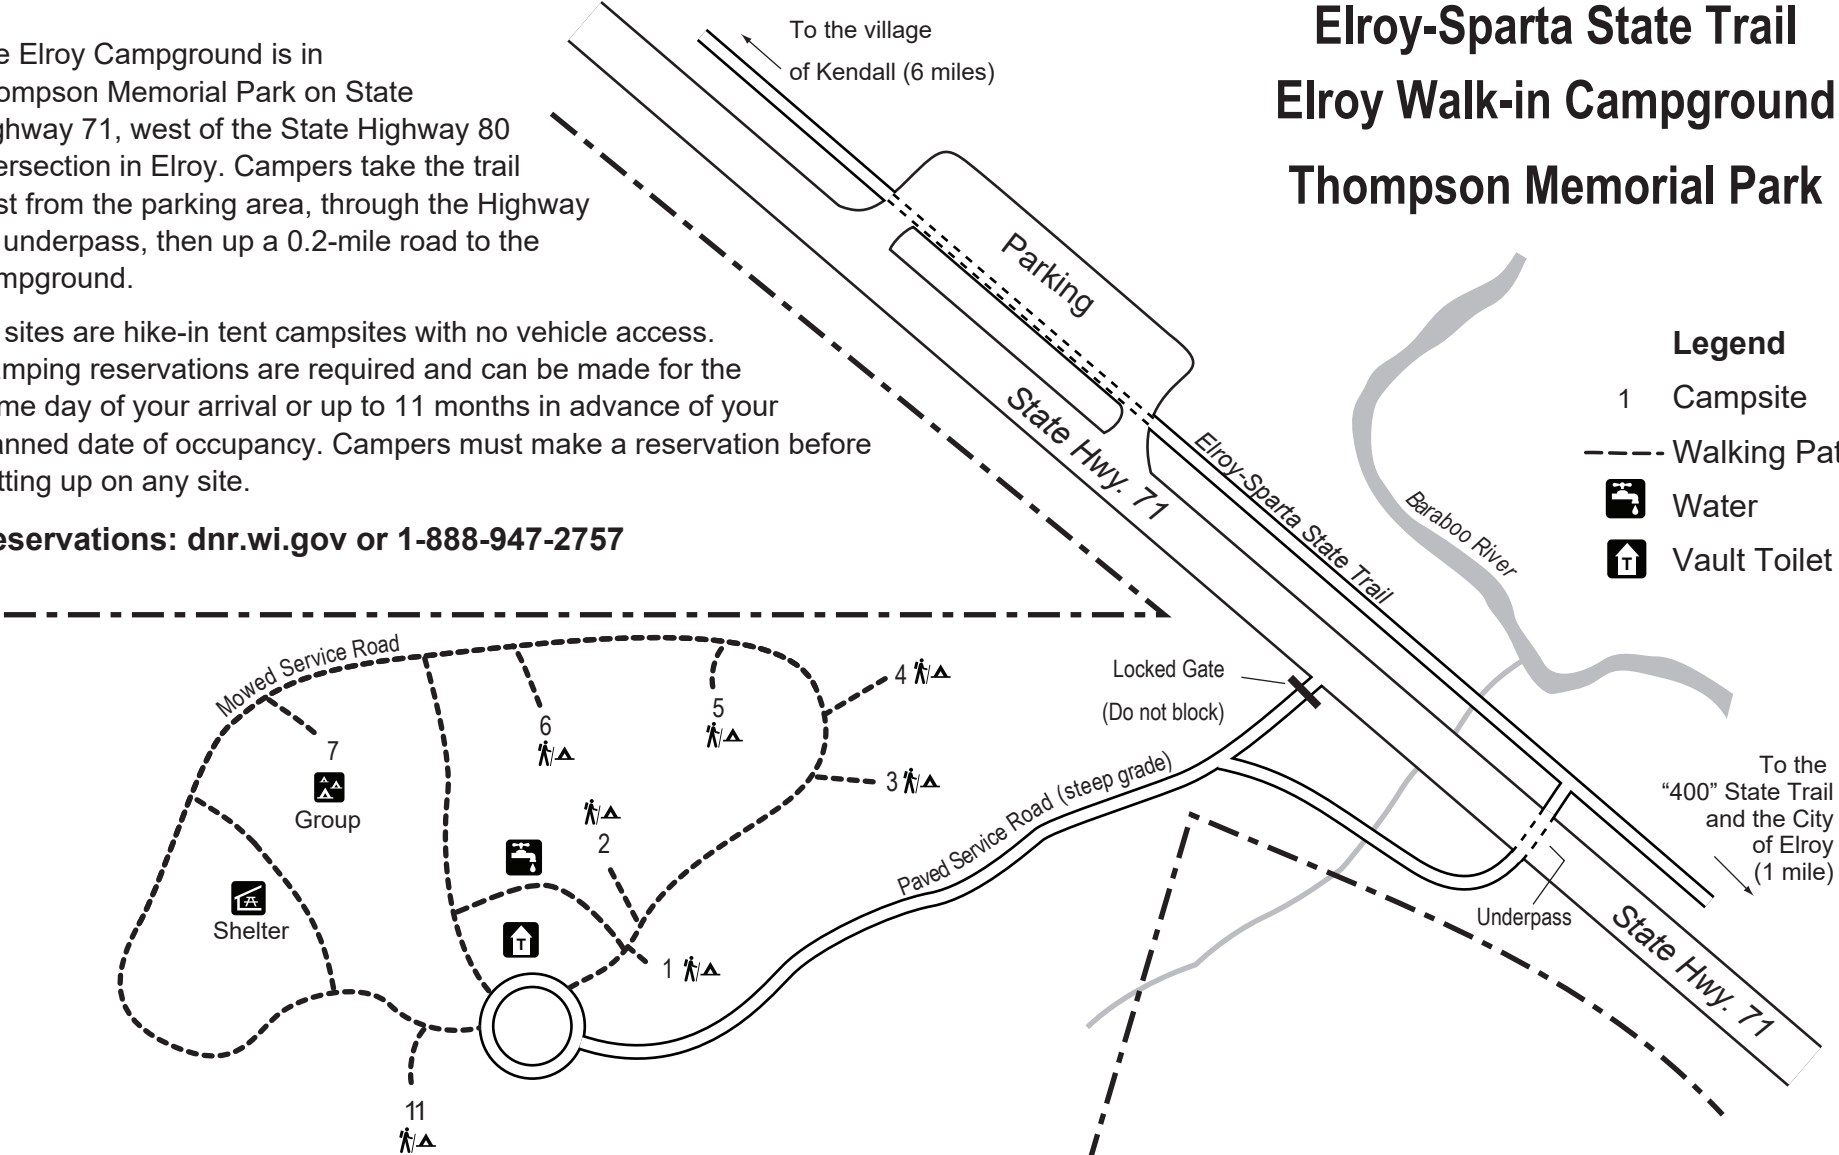 Elroy-Sparta State Trail
Elroy Walk-in Campground
Thompson Memorial Park
e Elroy Campground is in
ompson Memorial Park on State
ghway 71, west of the State Highway 80
ersection in Elroy. Campers take the trail
st from the parking area, through the Highway
underpass, then up a 0.2-mile road to the
mpground.
sites are hike-in tent campsites with no vehicle access.
amping reservations are required and can be made for the
me day of your arrival or up to 11 months in advance of your
anned date of occupancy. Campers must make a reservation before
tting up on any site.
eservations: dnr.wi.gov or 1-888-947-2757
To the village
of Kendall (6 miles)
Parking
State Hwy. 71
Elroy-Sparta State Trail
Baraboo River
Legend
1 Campsite
Walking Pat
Water
T Vault Toilet
Locked Gate
(Do not block)
Paved Service Road (steep grade)
Underpass
State Hwy. 71
To the
“400” State Trail
and the City
of Elroy
(1 mile)
Mowed Service Road
4
5
6
7
Group
3
2
Shelter
T
1
11